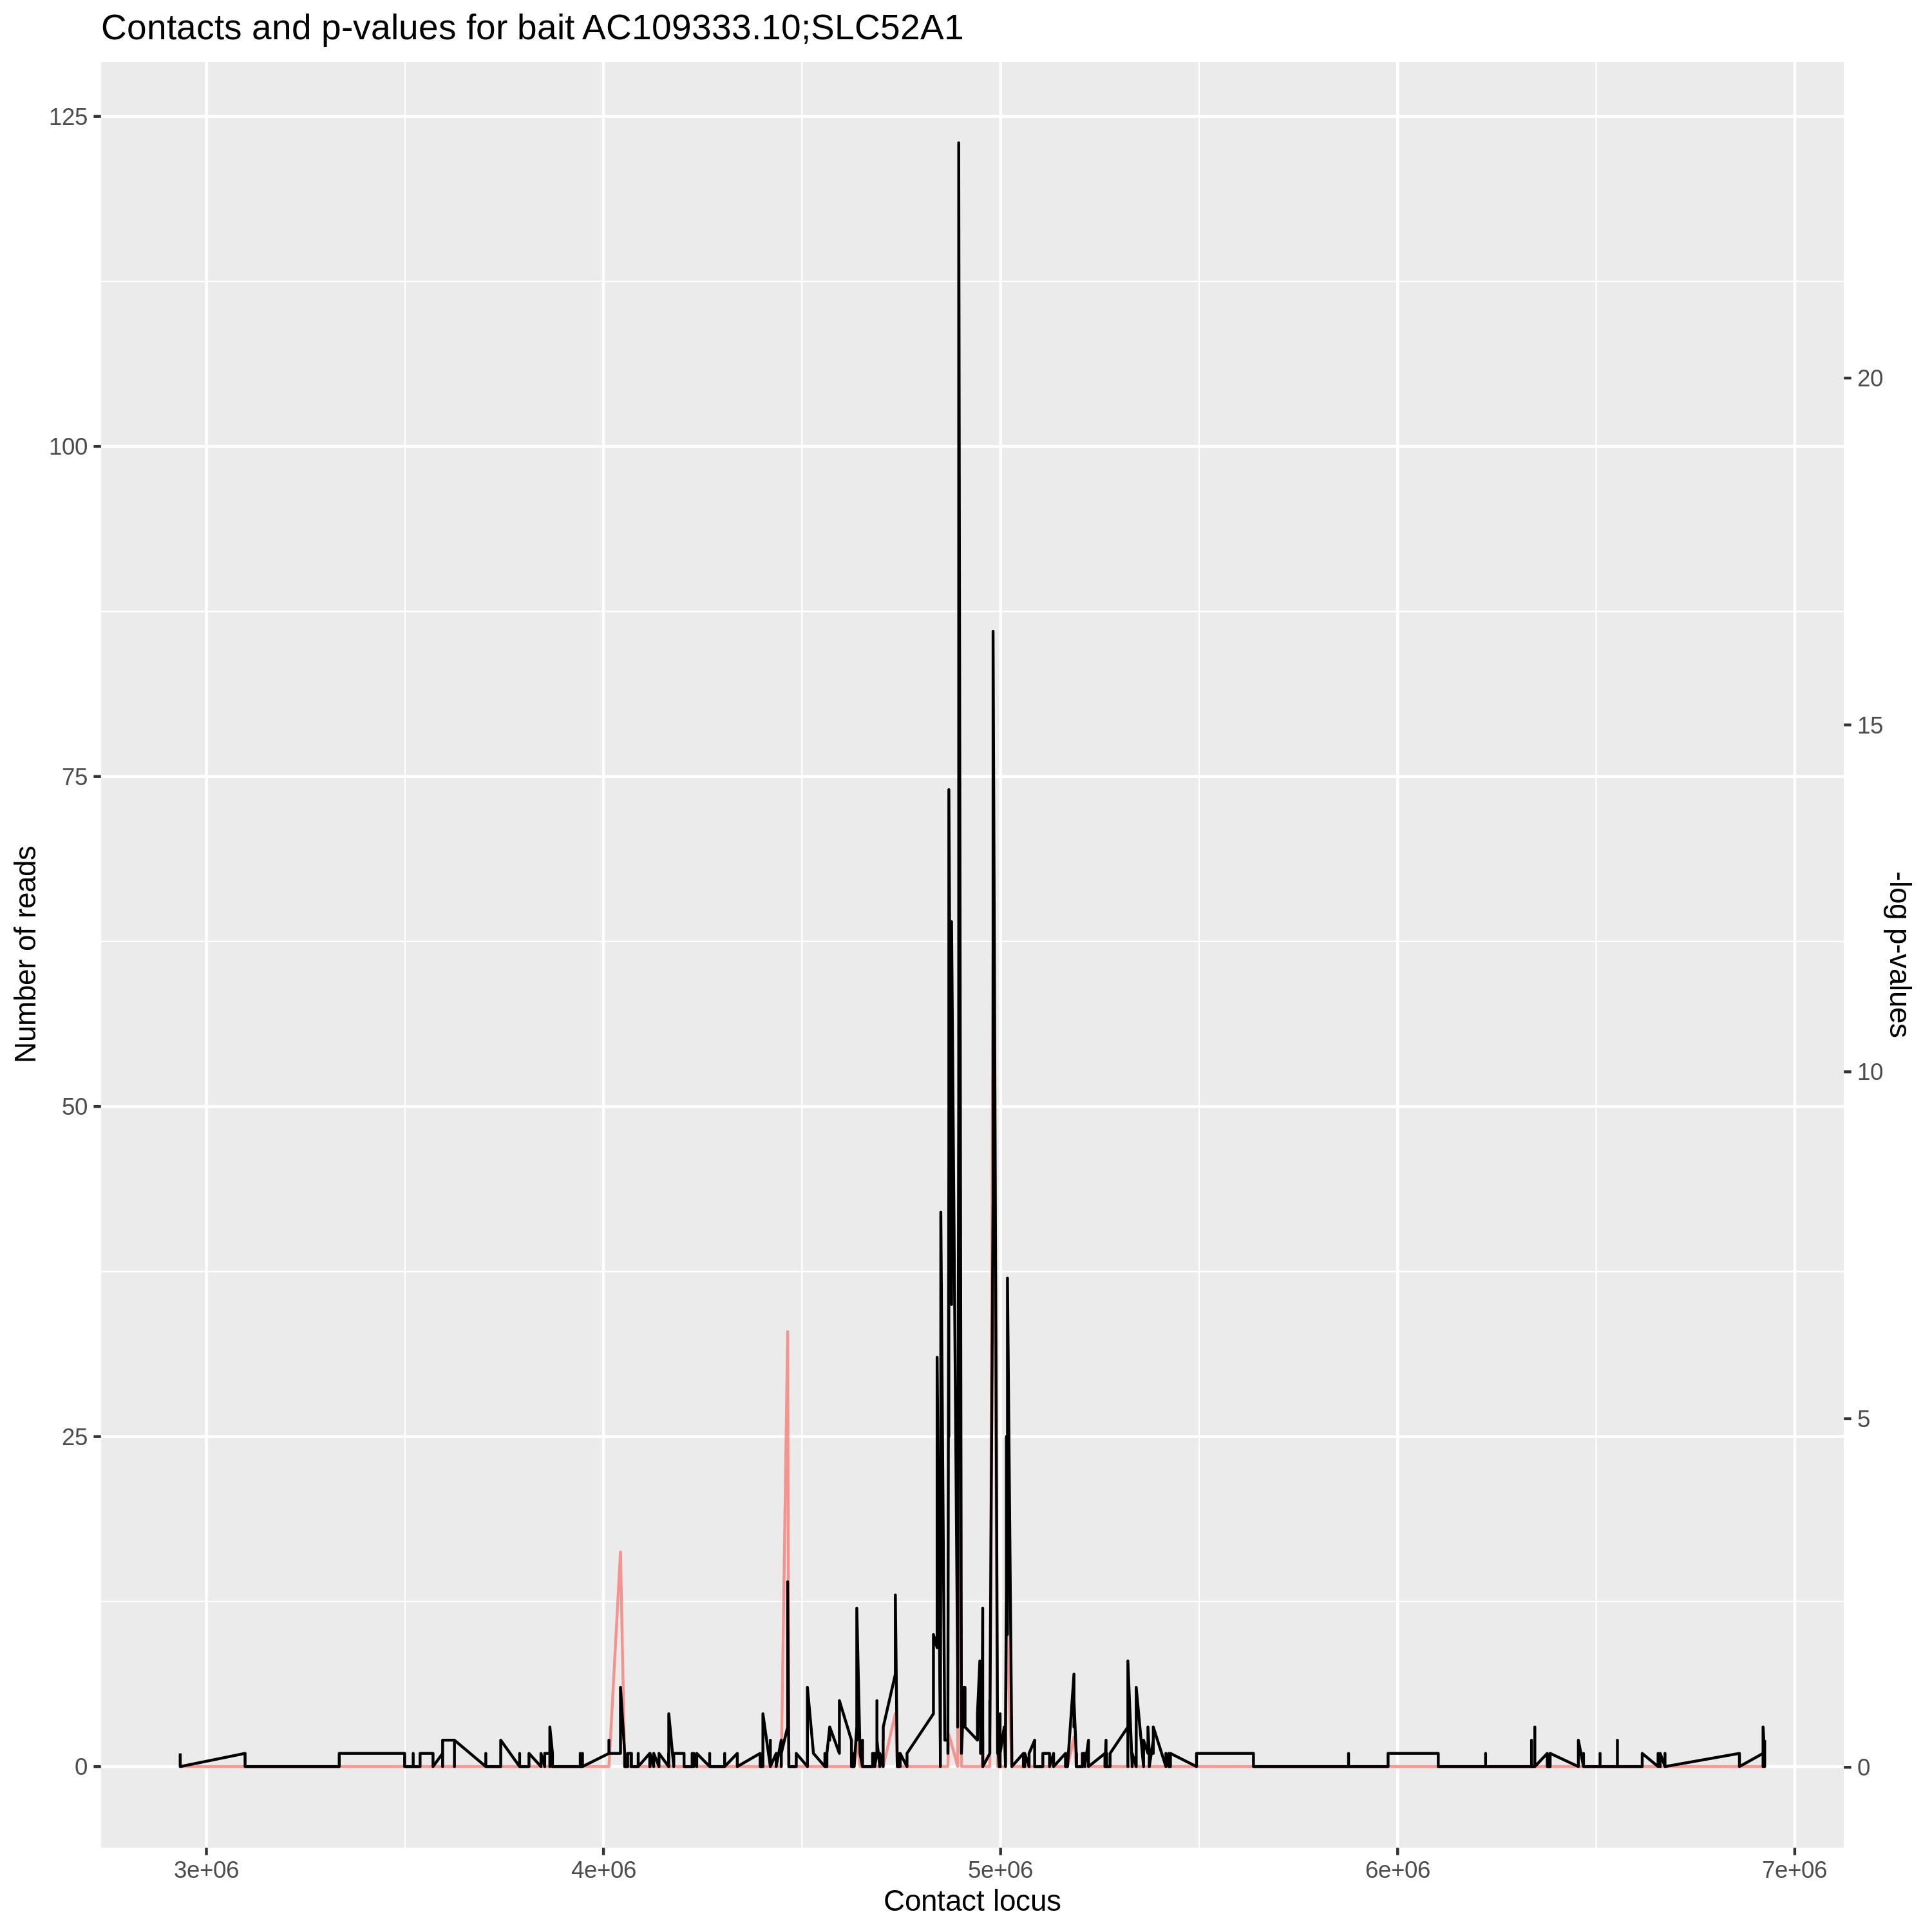 Contacts and p-values for bait AC109333.10;SLC52A1
125
100
75
50
25
0
Number of reads
20
15
10
5
0
-log p-values
3e+06
4e+06
5e+06
6e+06
7e+06
Contact locus